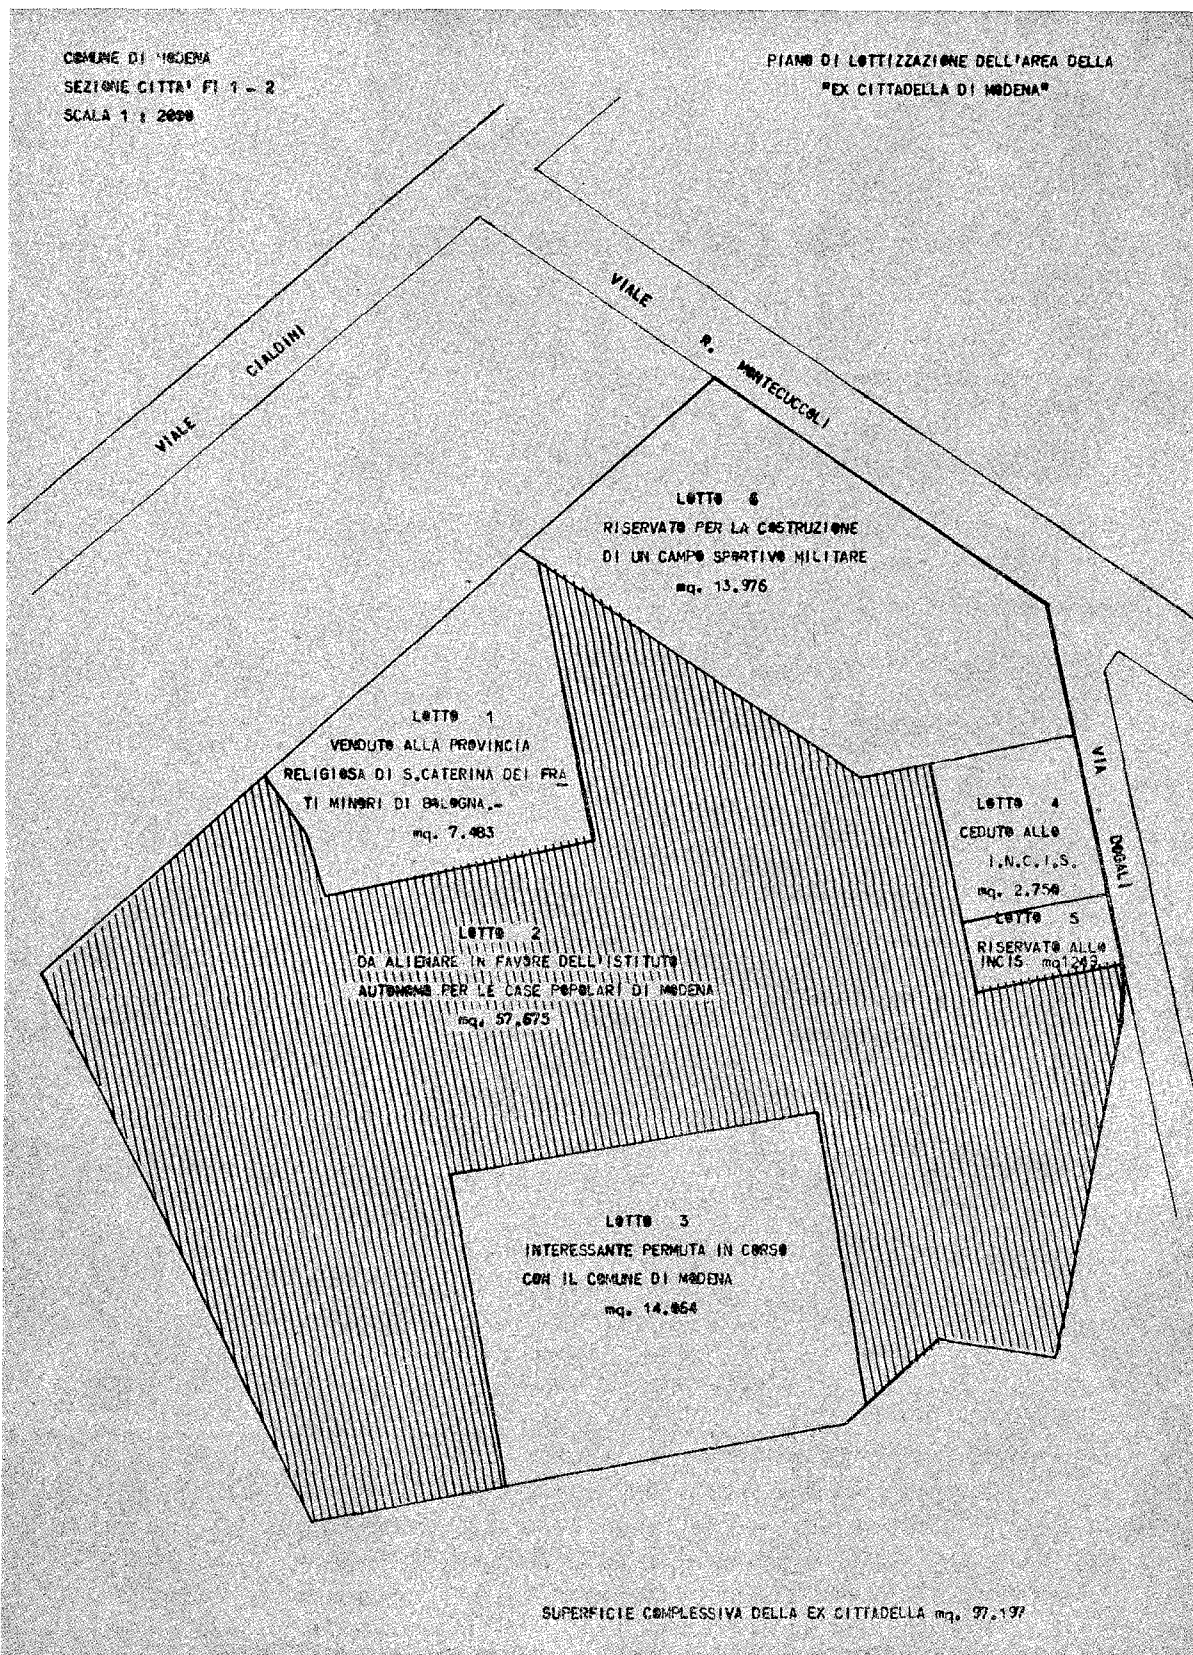 COMUNE DI MODENA
SEZIONE CITTA' FI 1 - 2
SCALA 1 : 2000
PIANO DI LOTTIZZAZIONE DELL'AREA DELLA
"EX CITTADELLA DI MODENA"
VIALE CIALDINI
VIALE R. MONTECUCCOLI
LOTTO 6
RISERVATO PER LA COSTRUZIONE
DI UN CAMPO SPORTIVO MILITARE
mq. 13.976
LOTTO 1
VENDUTO ALLA PROVINCIA
RELIGIOSA DI S.CATERINA DEI FRA
TI MINORI DI BOLOGNA.-
mq. 7.483
VIA DOGALI
LOTTO 4
CEDUTO ALLO
I.N.C.I.S.
mq. 2.750
LOTTO 5
RISERVATO ALLO
INCIS mq1249
LOTTO 2
DA ALIENARE IN FAVORE DELL'ISTITUTO
AUTONOMO PER LE CASE POPOLARI DI MODENA
mq. 57.675
LOTTO 3
INTERESSANTE PERMUTA IN CORSO
CON IL COMUNE DI MODENA
mq. 14.064
SUPERFICIE COMPLESSIVA DELLA EX CITTADELLA mq. 97.197